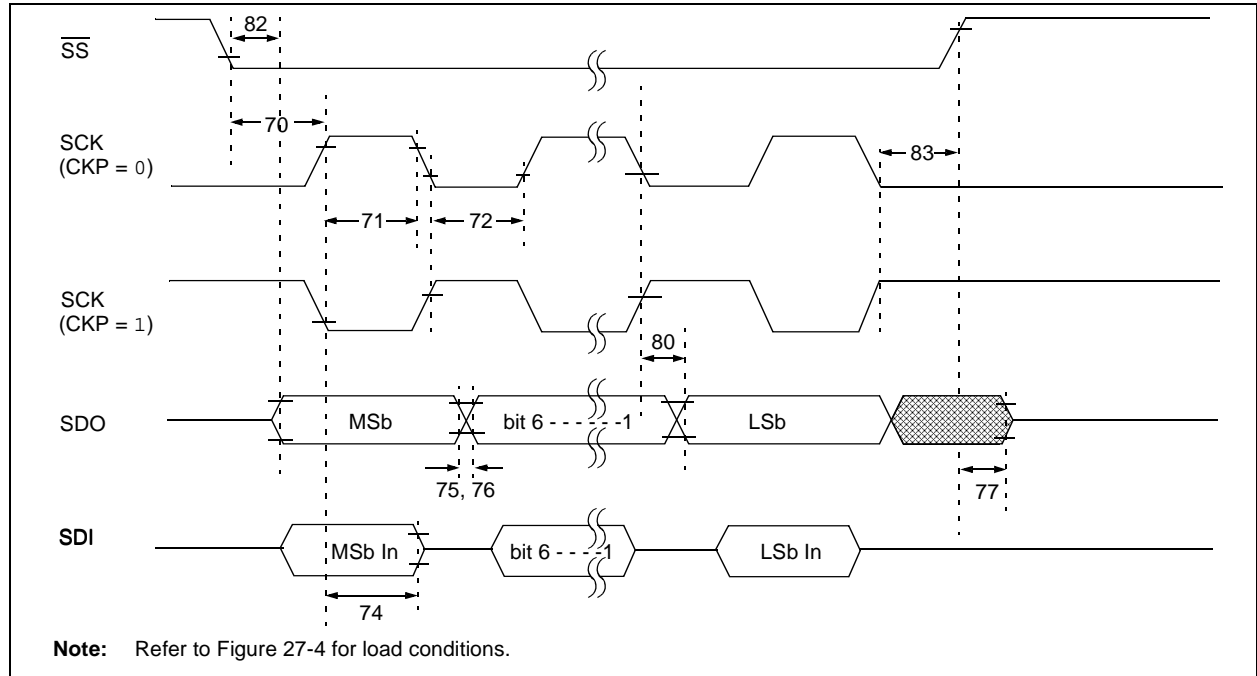 82
SS
70
SCK
(CKP = 0)
83
71
72
SCK
(CKP = 1)
80
SDO
MSb
bit 6 - - - - - -1
LSb
75, 76
77
SDI
MSb In
bit 6 - - - -1
LSb In
74
Note: Refer to Figure 27-4 for load conditions.